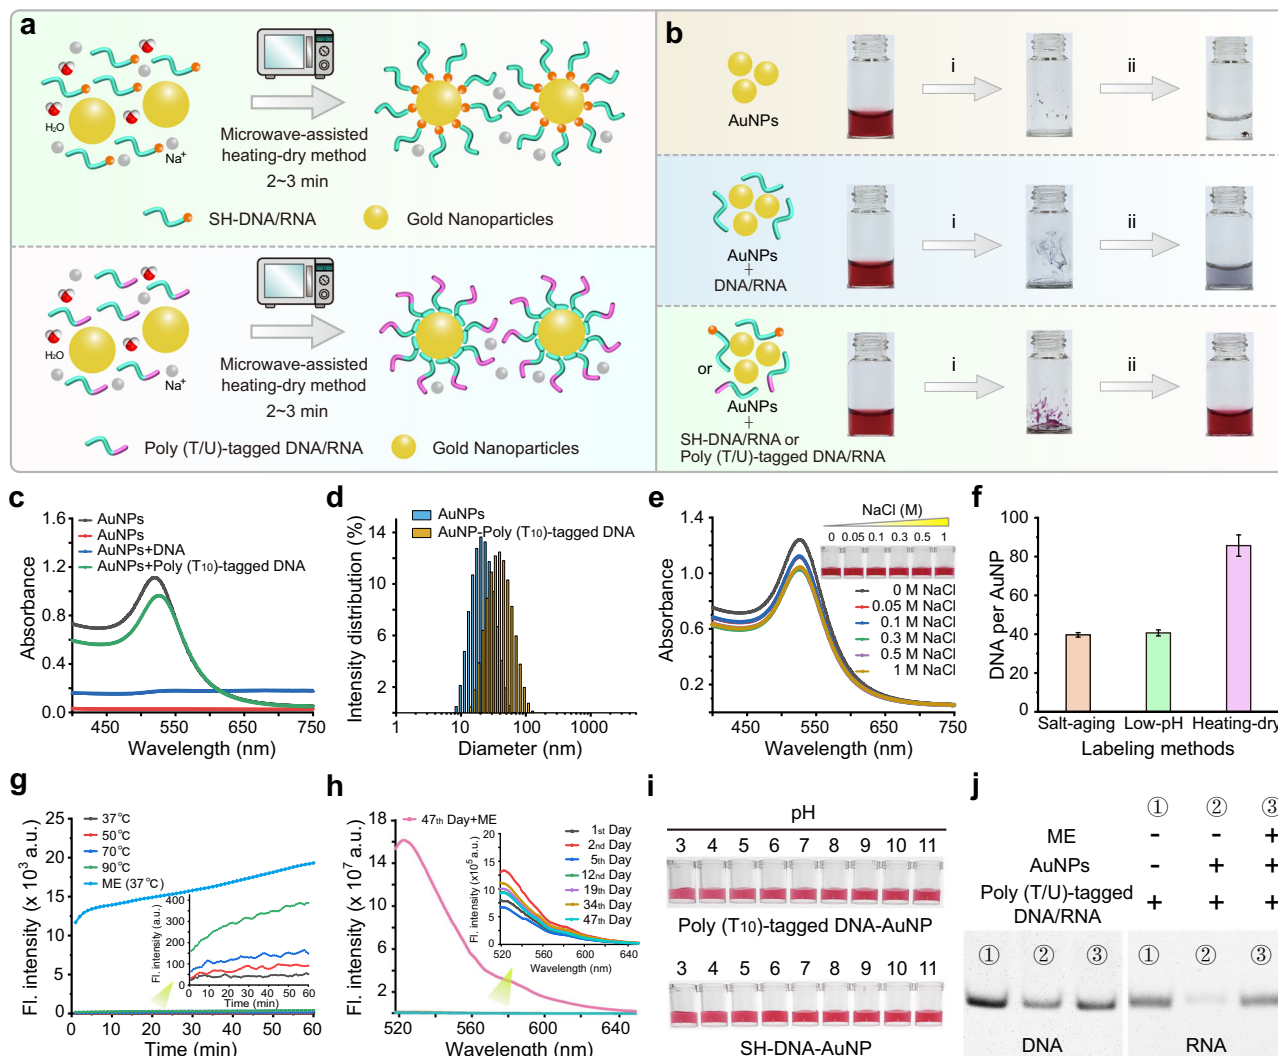 a
H₂O
Na⁺
Microwave-assisted
heating-dry method
2~3 min
SH-DNA/RNA
Gold Nanoparticles
H₂O
Na⁺
Microwave-assisted
heating-dry method
2~3 min
Poly (T/U)-tagged DNA/RNA
Gold Nanoparticles
b
AuNPs
i
ii
AuNPs
+
DNA/RNA
i
ii
or
AuNPs
+
SH-DNA/RNA or
Poly (T/U)-tagged DNA/RNA
i
ii
c
AuNPs
AuNPs
AuNPs+DNA
AuNPs+Poly (T₁₀)-tagged DNA
Absorbance
1.6
1.2
0.8
0.4
0.0
450 550 650 750
Wavelength (nm)
d
AuNPs
AuNP-Poly (T₁₀)-tagged DNA
Intensity distribution (%)
14
12
10
8
6
4
2
1 10 100 1000
Diameter (nm)
e
NaCl (M)
0 0.05 0.1 0.3 0.5 1
0 M NaCl
0.05 M NaCl
0.1 M NaCl
0.3 M NaCl
0.5 M NaCl
1 M NaCl
Absorbance
1.4
1.0
0.6
0.2
450 550 650 750
Wavelength (nm)
f
DNA per AuNP
100
80
60
40
20
0
Salt-aging Low-pH Heating-dry
Labeling methods
g
37°C
50°C
70°C
90°C
ME (37°C)
Fl. intensity (x 10³ a.u.)
25
20
15
10
5
0
0 10 20 30 40 50 60
Time (min)
Fl. intensity (a.u.)
400
300
200
100
0
0 10 20 30 40 50 60
Time (min)
h
47th Day+ME
1st Day
2nd Day
5th Day
12nd Day
19th Day
34th Day
47th Day
Fl. intensity (x 10⁷ a.u.)
18
14
10
6
2
520 560 600 640
Wavelength (nm)
Fl. intensity (x10⁵ a.u.)
20
15
10
5
0
520 560 600 640
Wavelength (nm)
i
pH
3 4 5 6 7 8 9 10 11
Poly (T₁₀)-tagged DNA-AuNP
3 4 5 6 7 8 9 10 11
SH-DNA-AuNP
j
① ② ③
ME - - +
AuNPs - + +
Poly (T/U)-tagged
DNA/RNA + + +
① ② ③ ① ② ③
DNA RNA